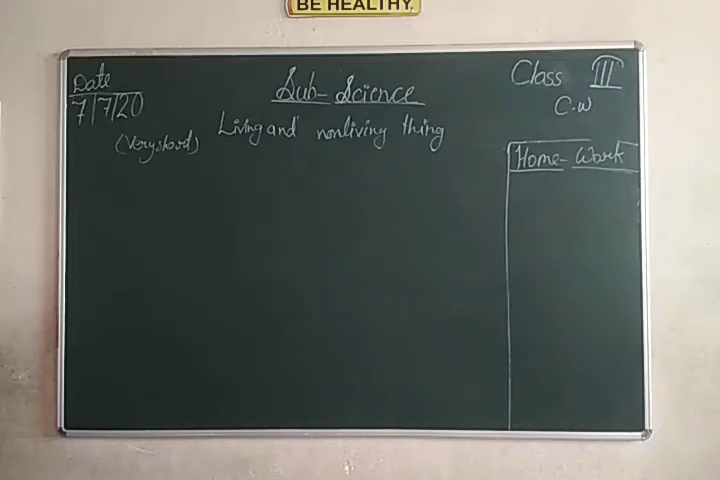 BE HEALTHY.
Date
7/7/20
Sub- Science
Class III
C.W
Living and nonliving thing
(Very short)
Home- Work